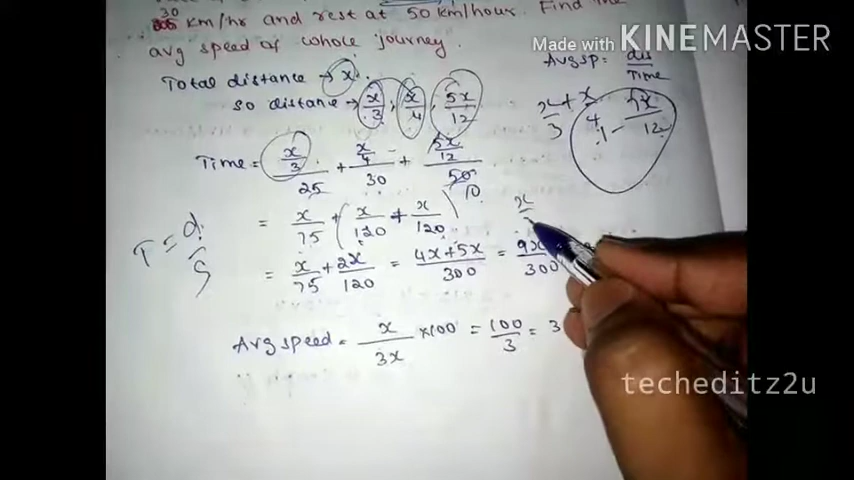 30 km/hr and rest at 50 km/hour. Find the
avg speed of whole journey.
Made with KINEMASTER
Avg sp = dis/Time
Total distance → x.
so distance → x/3, x/4, 5x/12
x/3 + x/4
1 - 5x/12
Time = (x/3)/25 + (x/4)/30 + (5x/12)/50 10
= x/75 + (x/120 + x/120)
x
T = d/S
= x/75 + 2x/120 = 4x+5x/300 = 9x/300
Avg speed = x/3x ×100 = 100/3 = 3
techeditz2u